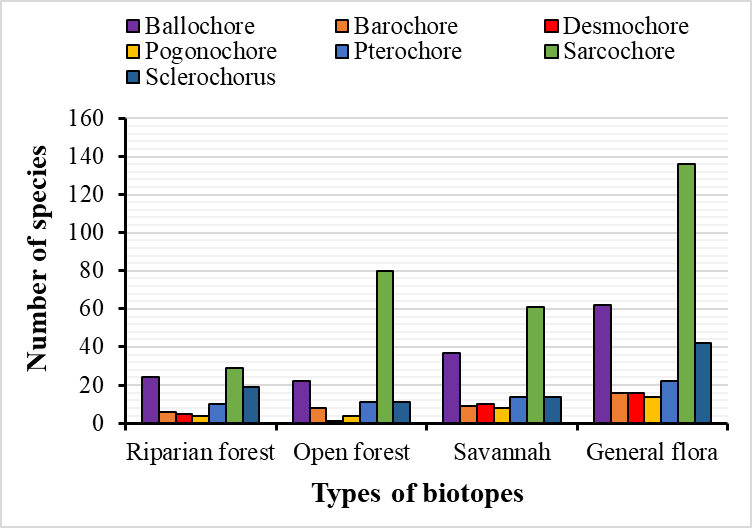 Ballochore Barochore Desmochore
Pogonochore Pterochore Sarcochore
Sclerochorus
160
140
120
100
80
60
40
20
0
Number of species
Riparian forest Open forest Savannah General flora
Types of biotopes